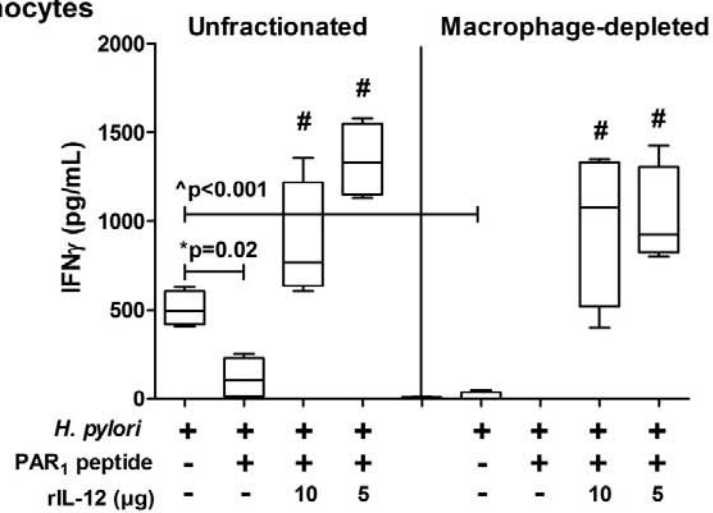 ocytes
Unfractionated Macrophage-depleted
2000
1500
1000
500
0
IFNγ (pg/mL)
# # # #
^p<0.001
*p=0.02
H. pylori + + + + + + + +
PAR1 peptide - + + + - + + +
rIL-12 (µg) - - 10 5 - - 10 5